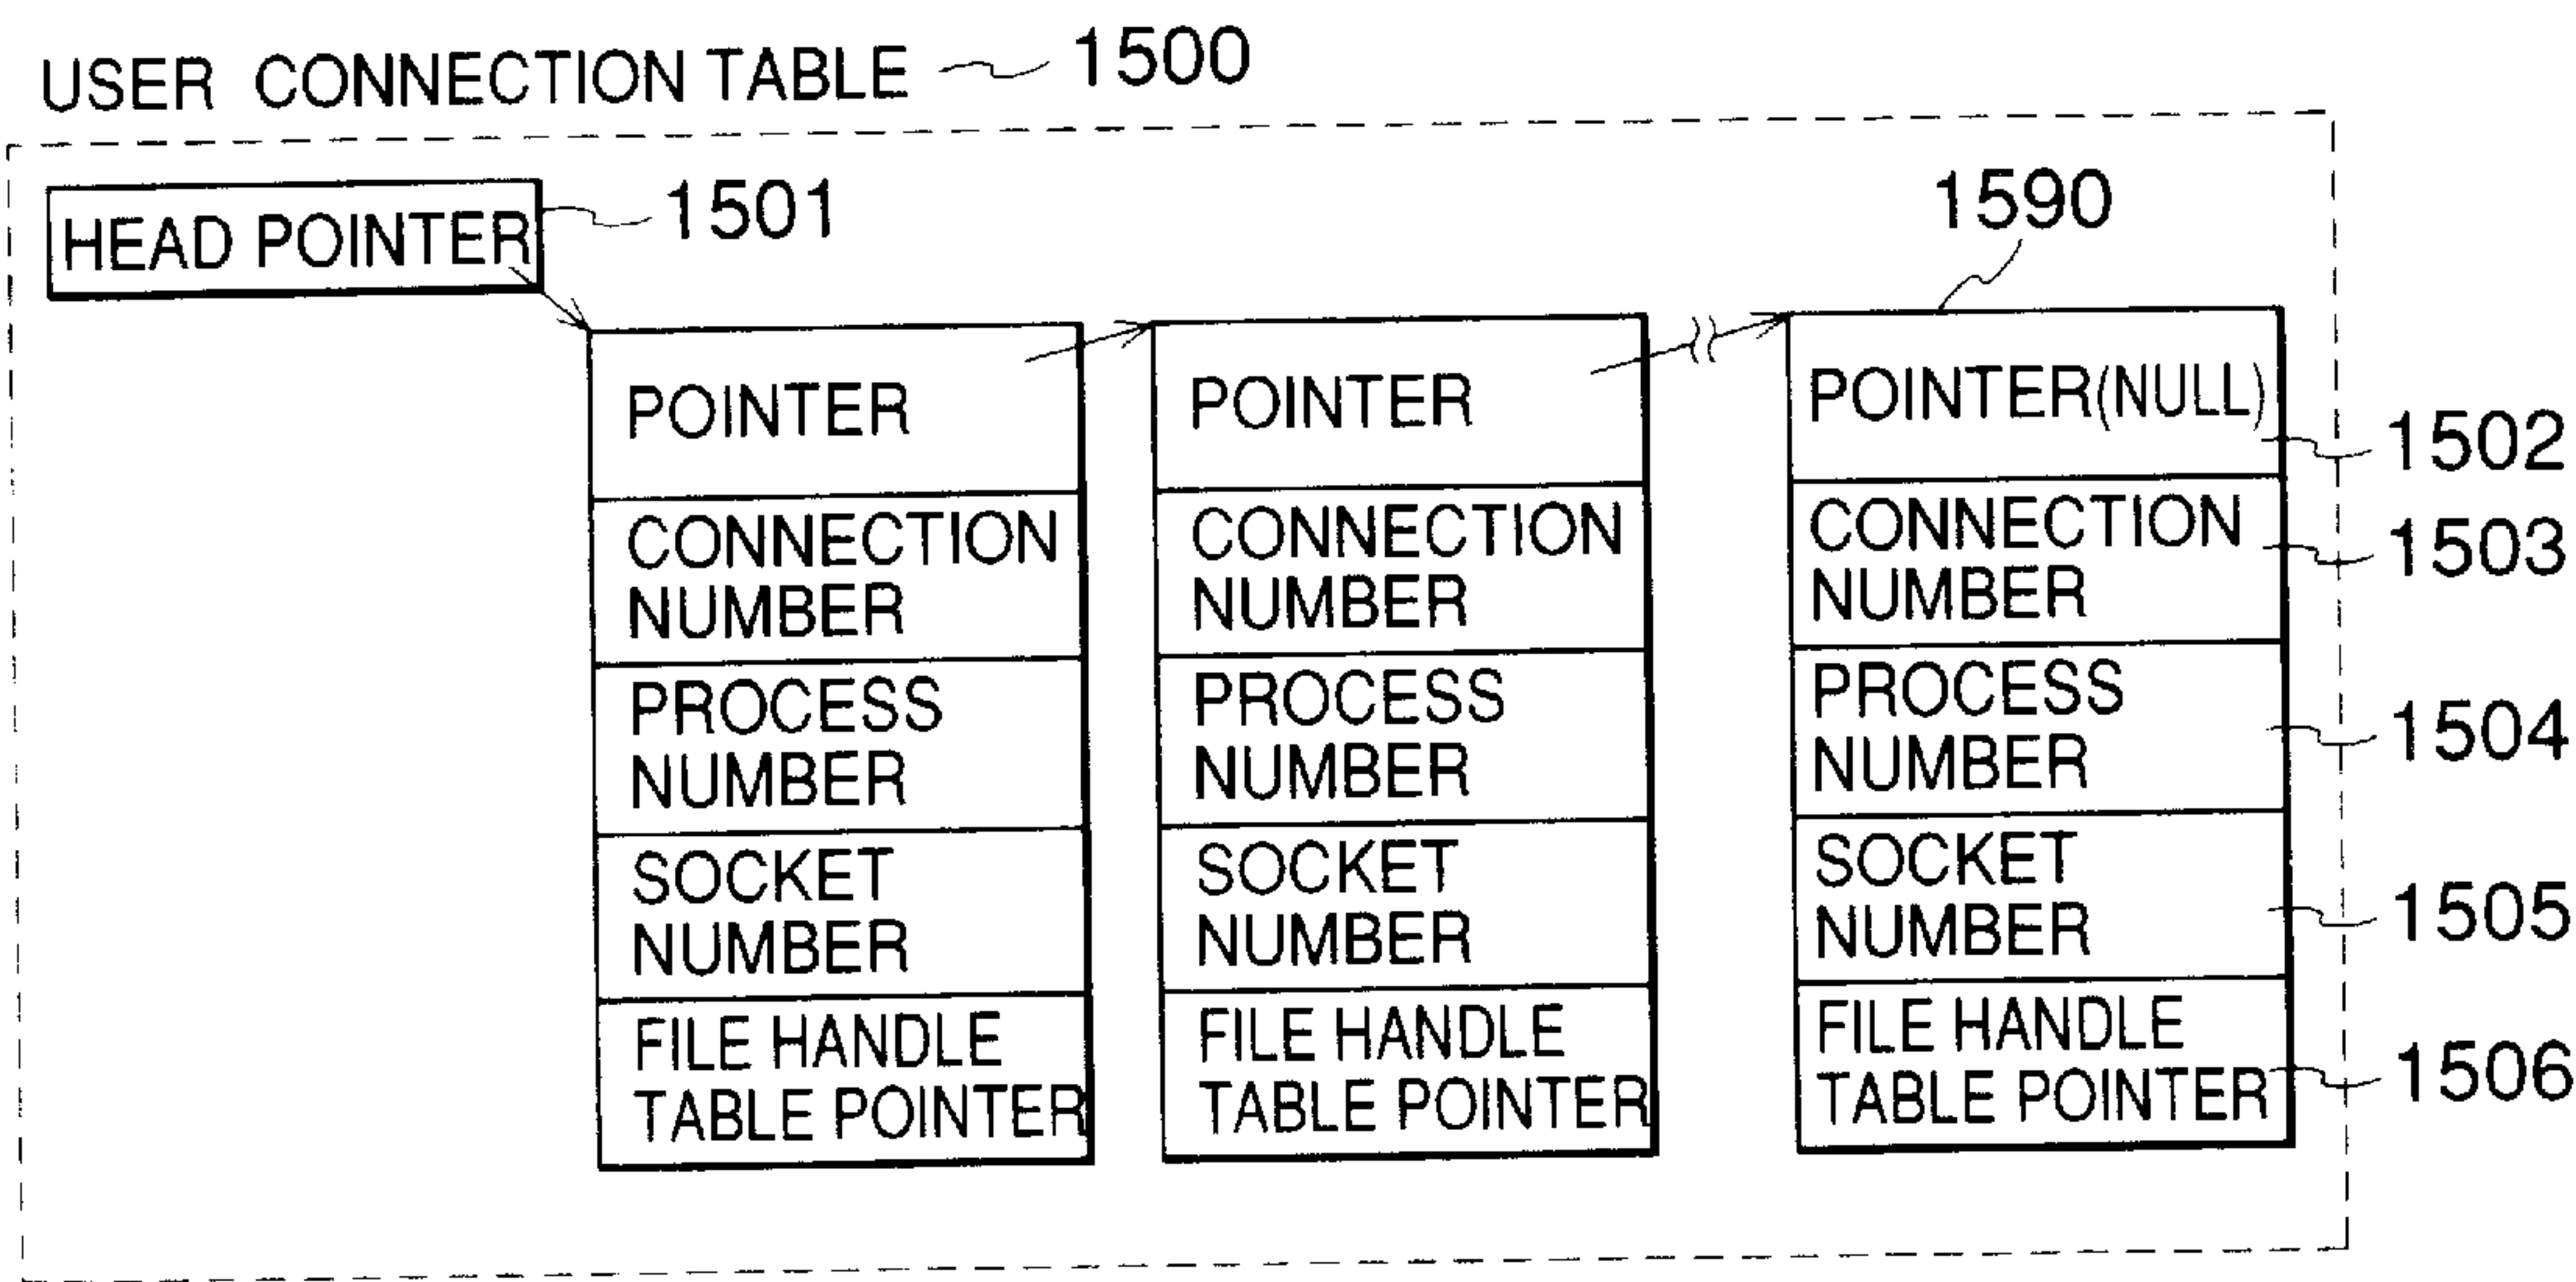 USER CONNECTION TABLE 1500
HEAD POINTER 1501
1590
POINTER
CONNECTION
NUMBER
PROCESS
NUMBER
SOCKET
NUMBER
FILE HANDLE
TABLE POINTER
POINTER
CONNECTION
NUMBER
PROCESS
NUMBER
SOCKET
NUMBER
FILE HANDLE
TABLE POINTER
POINTER(NULL)
1502
CONNECTION
NUMBER
1503
PROCESS
NUMBER
1504
SOCKET
NUMBER
1505
FILE HANDLE
TABLE POINTER
1506